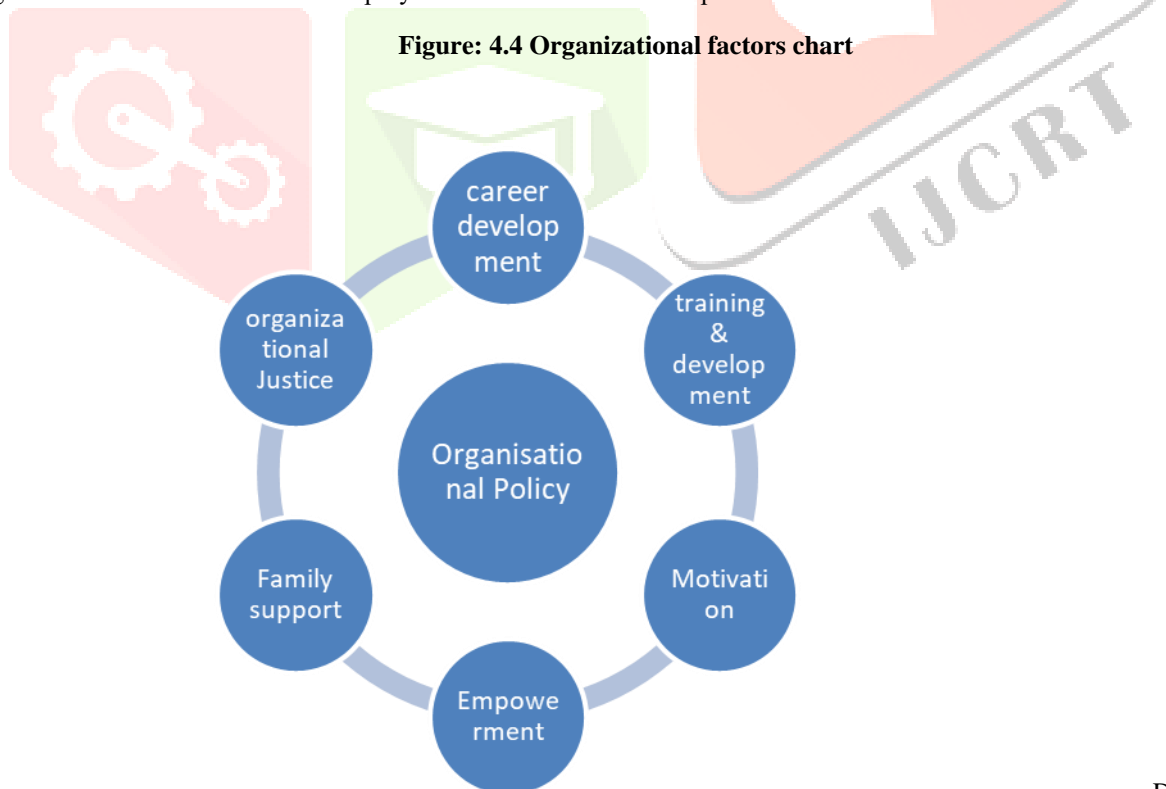 Figure: 4.4 Organizational factors chart
IJCRT
career
develop
ment
training
&
develop
ment
Motivati
on
Empowe
rment
Family
support
organiza
tional
Justice
Organisatio
nal Policy